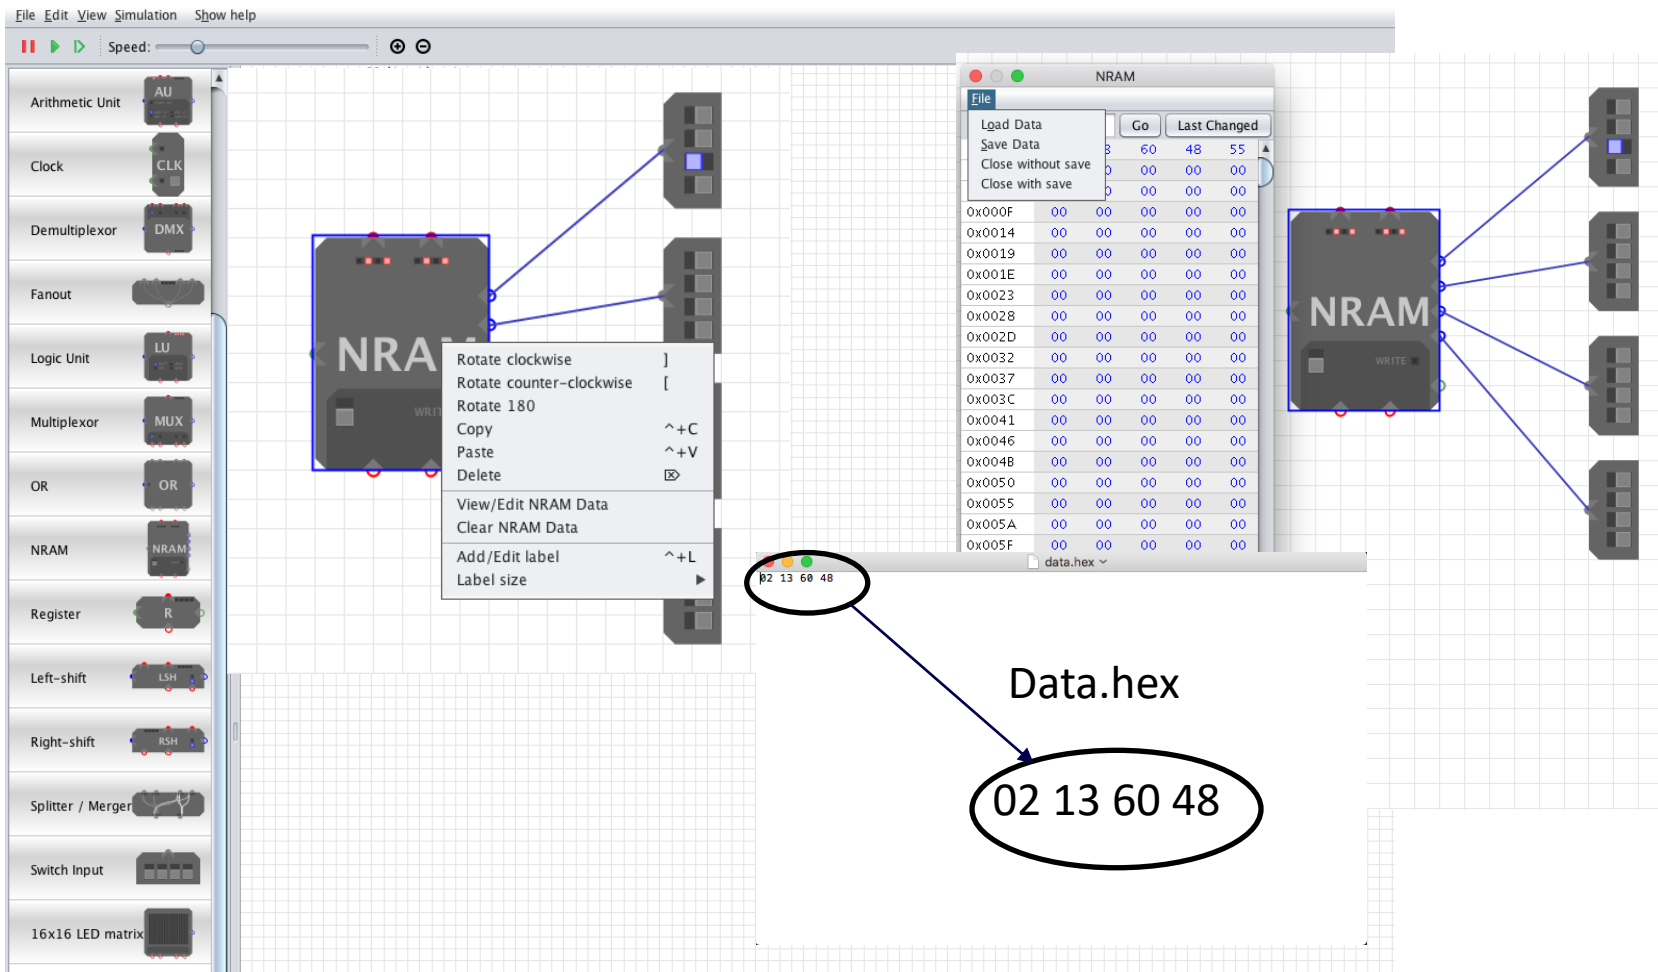 File Edit View Simulation Show help
Speed:
Arithmetic Unit
AU
Clock
CLK
Demultiplexor
DMX
Fanout
Logic Unit
LU
Multiplexor
MUX
OR
OR
NRAM
NRAM
Register
R
Left-shift
LSH
Right-shift
RSH
Splitter / Merger
Switch Input
16x16 LED matrix
NRA
WRIT
Rotate clockwise ]
Rotate counter-clockwise [
Rotate 180
Copy ^+C
Paste ^+V
Delete ⌦
View/Edit NRAM Data
Clear NRAM Data
Add/Edit label ^+L
Label size
NRAM
File
Load Data
Save Data
Close without save
Close with save
Go Last Changed
60 48 55
00 00 00
00 00 00
0x000F 00 00 00 00 00
0x0014 00 00 00 00 00
0x0019 00 00 00 00 00
0x001E 00 00 00 00 00
0x0023 00 00 00 00 00
0x0028 00 00 00 00 00
0x002D 00 00 00 00 00
0x0032 00 00 00 00 00
0x0037 00 00 00 00 00
0x003C 00 00 00 00 00
0x0041 00 00 00 00 00
0x0046 00 00 00 00 00
0x004B 00 00 00 00 00
0x0050 00 00 00 00 00
0x0055 00 00 00 00 00
0x005A 00 00 00 00 00
0x005F 00 00 00 00 00
NRAM
WRITE
data.hex
02 13 60 48
Data.hex
02 13 60 48